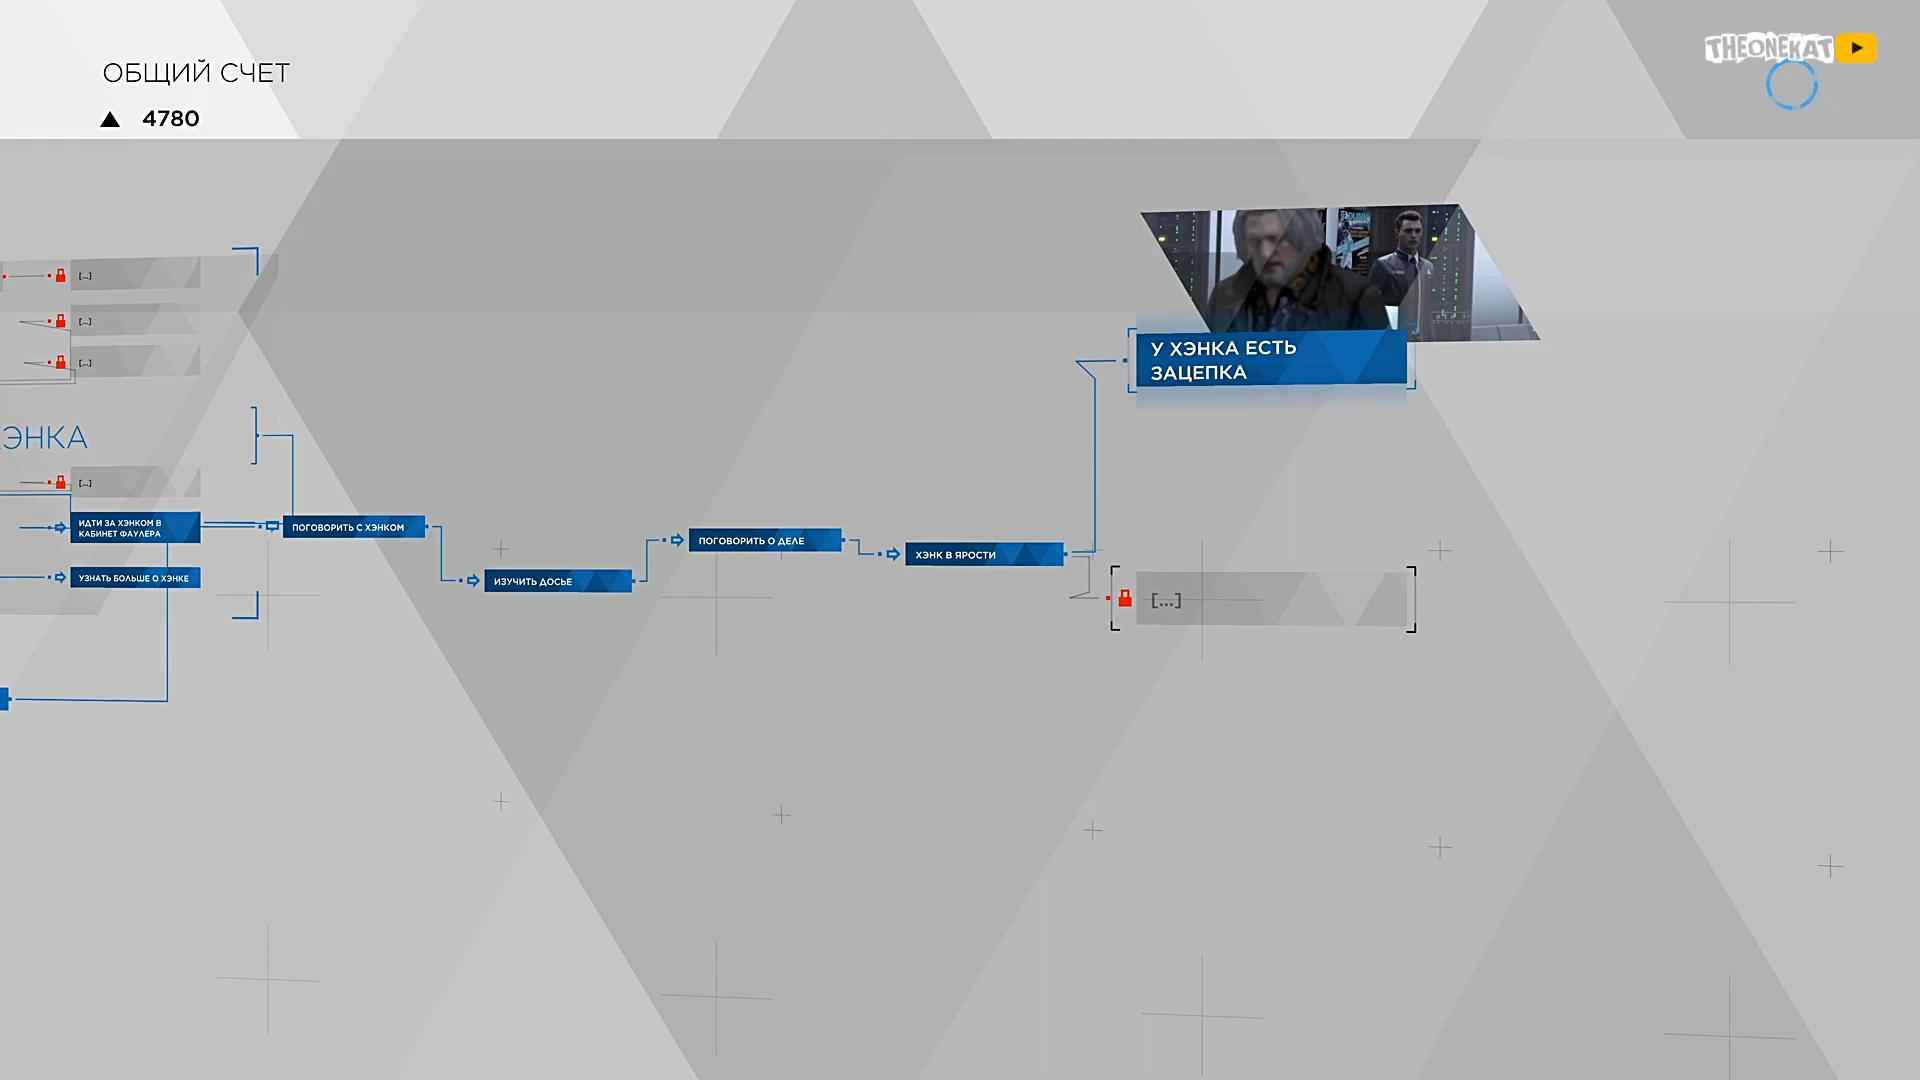 ОБЩИЙ СЧЕТ
4780
THEONEKAT
[...]
[...]
[...]
ХЭНКА
[...]
ИДТИ ЗА ХЭНКОМ В
КАБИНЕТ ФАУЛЕРА
УЗНАТЬ БОЛЬШЕ О ХЭНКЕ
ПОГОВОРИТЬ С ХЭНКОМ
ИЗУЧИТЬ ДОСЬЕ
ПОГОВОРИТЬ О ДЕЛЕ
ХЭНК В ЯРОСТИ
У ХЭНКА ЕСТЬ
ЗАЦЕПКА
[...]